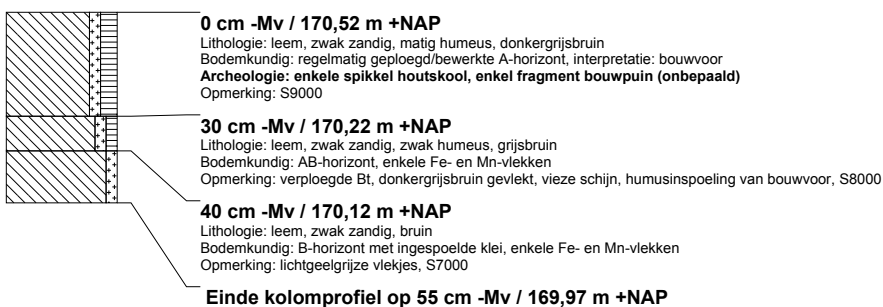 0 cm -Mv / 170,52 m +NAP
Lithologie: leem, zwak zandig, matig humeus, donkergrijsbruin
Bodemkundig: regelmatig geploegd/bewerkte A-horizont, interpretatie: bouwvoor
Archeologie: enkele spikkel houtskool, enkel fragment bouwpuin (onbepaald)
Opmerking: S9000
30 cm -Mv / 170,22 m +NAP
Lithologie: leem, zwak zandig, zwak humeus, grijsbruin
Bodemkundig: AB-horizont, enkele Fe- en Mn-vlekken
Opmerking: verploegde Bt, donkergrijsbruin gevlekt, vieze schijn, humusinspoeling van bouwvoor, S8000
40 cm -Mv / 170,12 m +NAP
Lithologie: leem, zwak zandig, bruin
Bodemkundig: B-horizont met ingespoelde klei, enkele Fe- en Mn-vlekken
Opmerking: lichtgeelgrijze vlekjes, S7000
Einde kolomprofiel op 55 cm -Mv / 169,97 m +NAP